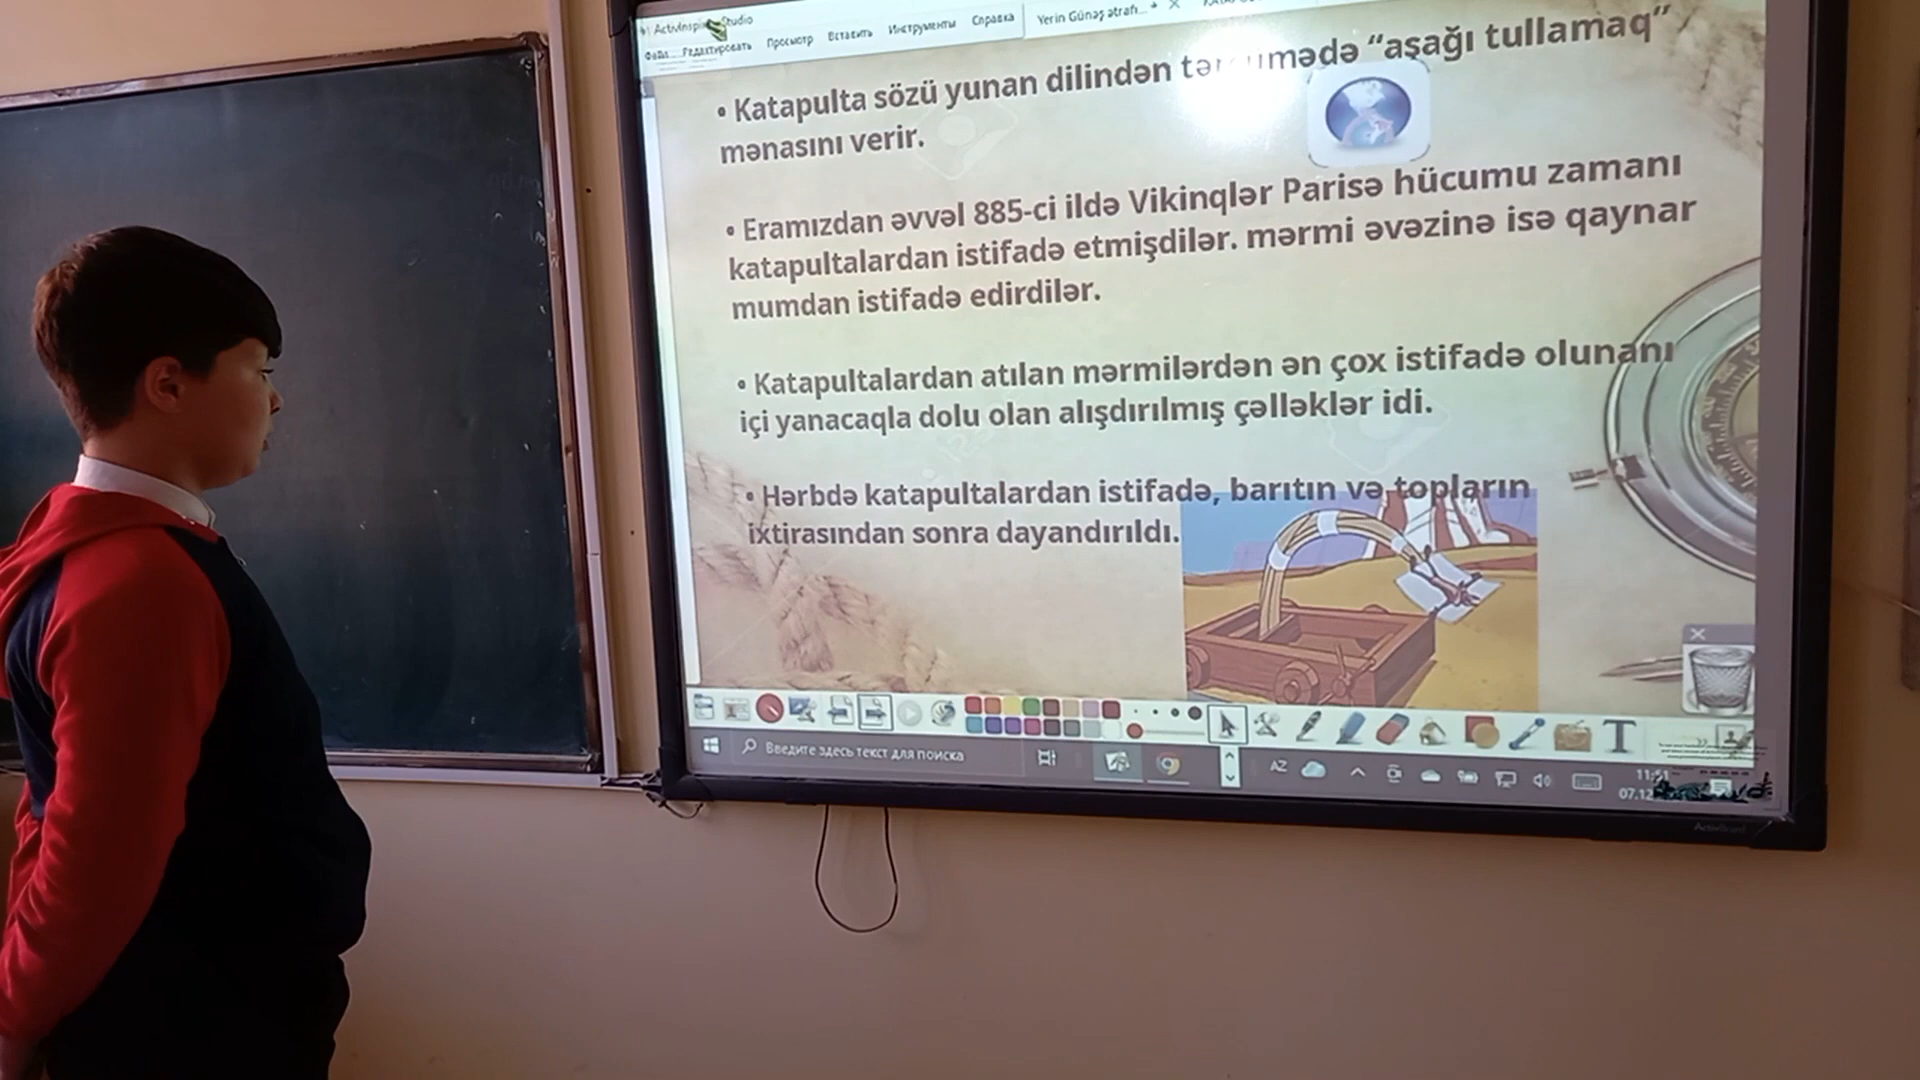 ActivInspire Studio
Файл Редактировать Просмотр Вставить Инструменты Справка Yerin Günəş ətrafı...
• Katapulta sözü yunan dilindən tərcümədə “aşağı tullamaq”
mənasını verir.
• Eramızdan əvvəl 885-ci ildə Vikinqlər Parisə hücumu zamanı
katapultalardan istifadə etmişdilər. mərmi əvəzinə isə qaynar
mumdan istifadə edirdilər.
• Katapultalardan atılan mərmilərdən ən çox istifadə olunanı
içi yanacaqla dolu olan alışdırılmış çəlləklər idi.
• Hərbdə katapultalardan istifadə, barıtın və topların
ixtirasından sonra dayandırıldı.
T
Введите здесь текст для поиска
AZ
07.12